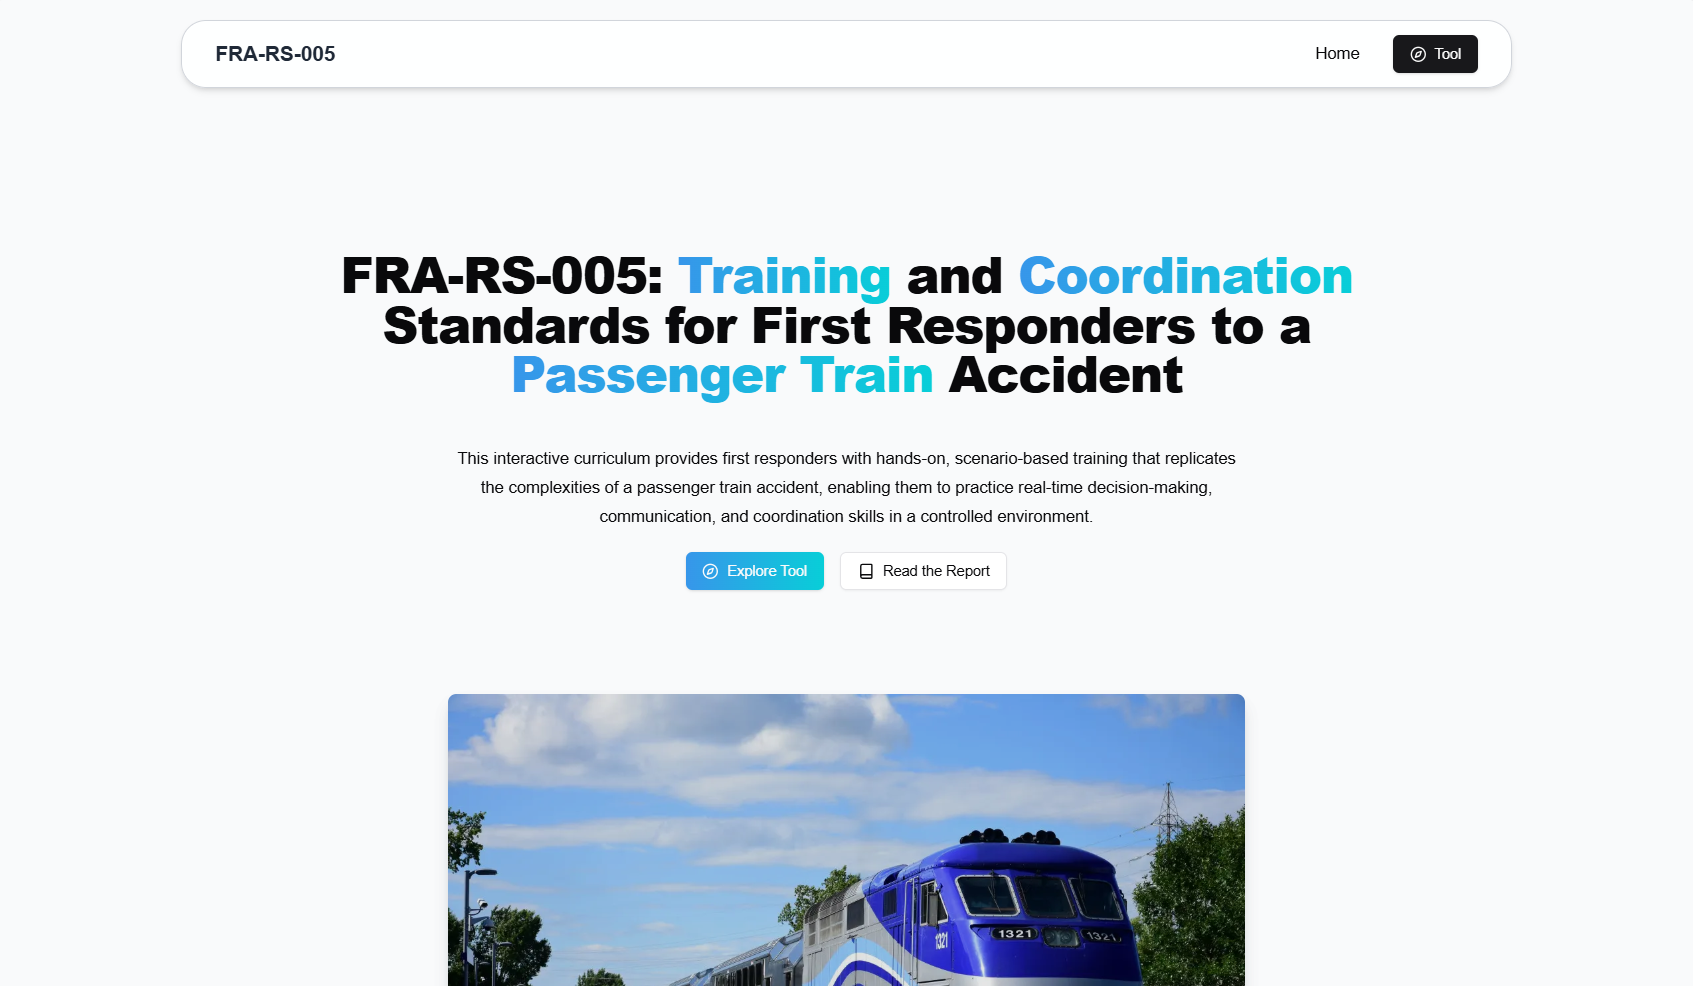 FRA-RS-005
Home
Tool
FRA-RS-005: Training and Coordination
Standards for First Responders to a
Passenger Train Accident
This interactive curriculum provides first responders with hands-on, scenario-based training that replicates
the complexities of a passenger train accident, enabling them to practice real-time decision-making,
communication, and coordination skills in a controlled environment.
Explore Tool
Read the Report
1321
1321
1321